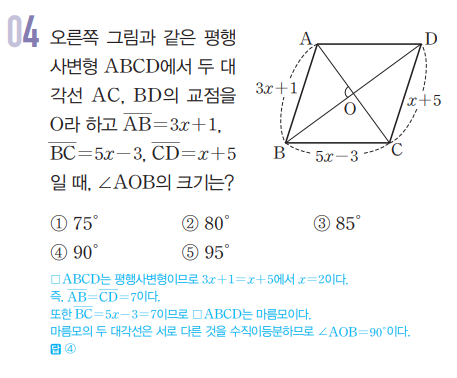 04 오른쪽 그림과 같은 평행
사변형 ABCD에서 두 대
각선 AC, BD의 교점을
O라 하고 $\overline{AB}=3x+1$,
$\overline{BC}=5x-3$, $\overline{CD}=x+5$
일 때, ∠AOB의 크기는?
A
D
3x+1
O
x+5
B
5x-3
C
① 75° ② 80° ③ 85°
④ 90° ⑤ 95°
□ABCD는 평행사변형이므로 3x+1=x+5에서 x=2이다.
즉, $\overline{AB}=\overline{CD}=7$이다.
또한 $\overline{BC}=5x-3=7$이므로 □ABCD는 마름모이다.
마름모의 두 대각선은 서로 다른 것을 수직이등분하므로 ∠AOB=90°이다.
답 ④